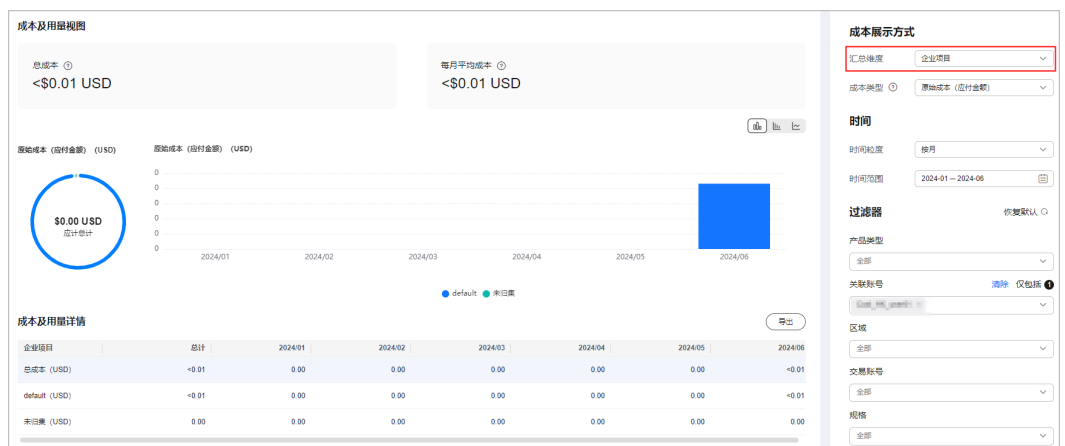 成本及用量视图
总成本 ?
<$0.01 USD
每月平均成本 ?
<$0.01 USD
原始成本（应付金额）（USD）
$0.00 USD
应计总计
原始成本（应付金额）（USD）
0
0
0
0
0
0
2024/01 2024/02 2024/03 2024/04 2024/05 2024/06
default 未归集
成本及用量详情 导出
企业项目 总计 2024/01 2024/02 2024/03 2024/04 2024/05 2024/06
总成本（USD） <0.01 0.00 0.00 0.00 0.00 0.00 <0.01
default（USD） <0.01 0.00 0.00 0.00 0.00 0.00 <0.01
未归集（USD） 0.00 0.00 0.00 0.00 0.00 0.00 0.00
成本展示方式
汇总维度 企业项目
成本类型 ? 原始成本（应付金额）
时间
时间粒度 按月
时间范围 2024-01 – 2024-06
过滤器 恢复默认
产品类型
全部
关联账号 清除 仅包括 1
区域
全部
交易账号
全部
规格
全部